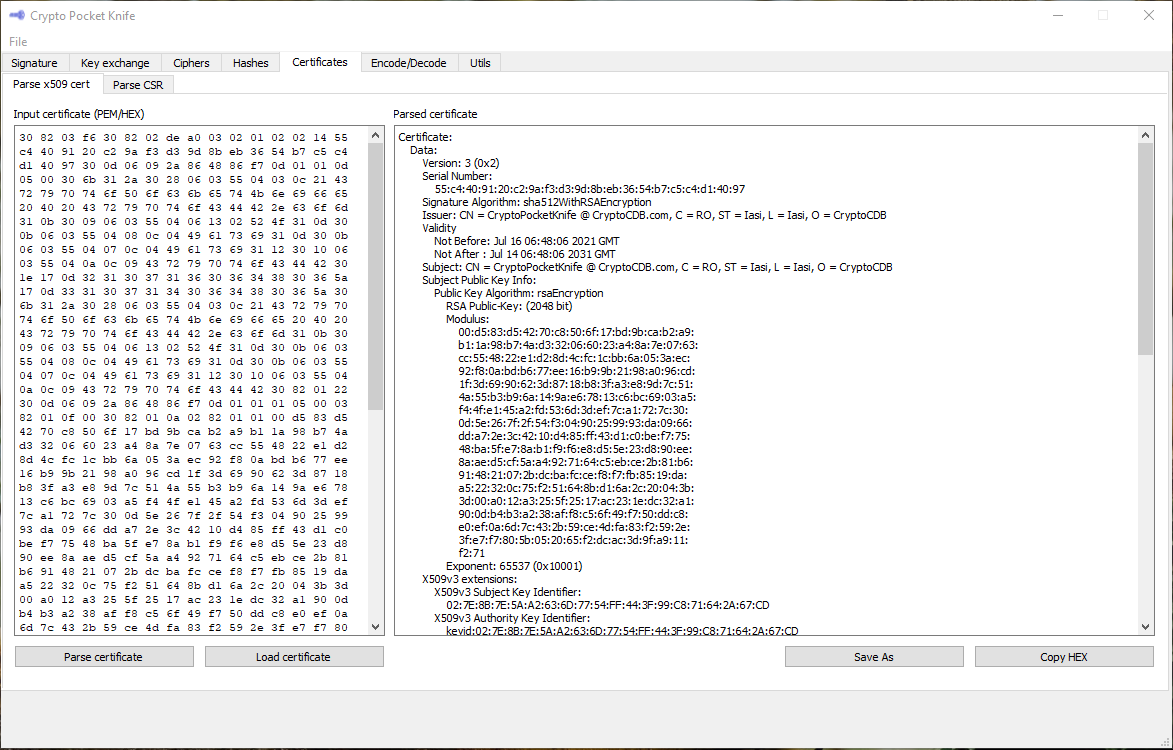 Crypto Pocket Knife
File
Signature Key exchange Ciphers Hashes Certificates Encode/Decode Utils
Parse x509 cert Parse CSR
Input certificate (PEM/HEX)
30 82 03 f6 30 82 02 de a0 03 02 01 02 02 14 55
c4 40 91 20 c2 9a f3 d3 9d 8b eb 36 54 b7 c5 c4
d1 40 97 30 0d 06 09 2a 86 48 86 f7 0d 01 01 0d
05 00 30 6b 31 2a 30 28 06 03 55 04 03 0c 21 43
72 79 70 74 6f 50 6f 63 6b 65 74 4b 6e 69 66 65
20 40 20 43 72 79 70 74 6f 43 44 42 2e 63 6f 6d
31 0b 30 09 06 03 55 04 06 13 02 52 4f 31 0d 30
0b 06 03 55 04 08 0c 04 49 61 73 69 31 0d 30 0b
06 03 55 04 07 0c 04 49 61 73 69 31 12 30 10 06
03 55 04 0a 0c 09 43 72 79 70 74 6f 43 44 42 30
1e 17 0d 32 31 30 37 31 36 30 36 34 38 30 36 5a
17 0d 33 31 30 37 31 34 30 36 34 38 30 36 5a 30
6b 31 2a 30 28 06 03 55 04 03 0c 21 43 72 79 70
74 6f 50 6f 63 6b 65 74 4b 6e 69 66 65 20 40 20
43 72 79 70 74 6f 43 44 42 2e 63 6f 6d 31 0b 30
09 06 03 55 04 06 13 02 52 4f 31 0d 30 0b 06 03
55 04 08 0c 04 49 61 73 69 31 0d 30 0b 06 03 55
04 07 0c 04 49 61 73 69 31 12 30 10 06 03 55 04
0a 0c 09 43 72 79 70 74 6f 43 44 42 30 82 01 22
30 0d 06 09 2a 86 48 86 f7 0d 01 01 01 05 00 03
82 01 0f 00 30 82 01 0a 02 82 01 01 00 d5 83 d5
42 70 c8 50 6f 17 bd 9b ca b2 a9 b1 1a 98 b7 4a
d3 32 06 60 23 a4 8a 7e 07 63 cc 55 48 22 e1 d2
8d 4c fc 1c bb 6a 05 3a ec 92 f8 0a bd b6 77 ee
16 b9 9b 21 98 a0 96 cd 1f 3d 69 90 62 3d 87 18
b8 3f a3 e8 9d 7c 51 4a 55 b3 b9 6a 14 9a e6 78
13 c6 bc 69 03 a5 f4 4f e1 45 a2 fd 53 6d 3d ef
7c a1 72 7c 30 0d 5e 26 7f 2f 54 f3 04 90 25 99
93 da 09 66 dd a7 2e 3c 42 10 d4 85 ff 43 d1 c0
be f7 75 48 ba 5f e7 8a b1 f9 f6 e8 d5 5e 23 d8
90 ee 8a ae d5 cf 5a a4 92 71 64 c5 eb ce 2b 81
b6 91 48 21 07 2b dc ba fc ce f8 f7 fb 85 19 da
a5 22 32 0c 75 f2 51 64 8b d1 6a 2c 20 04 3b 3d
00 a0 12 a3 25 5f 25 17 ac 23 1e dc 32 a1 90 0d
b4 b3 a2 38 af f8 c5 6f 49 f7 50 dd c8 e0 ef 0a
6d 7c 43 2b 59 ce 4d fa 83 f2 59 2e 3f e7 f7 80
Parsed certificate
Certificate:
Data:
Version: 3 (0x2)
Serial Number:
55:c4:40:91:20:c2:9a:f3:d3:9d:8b:eb:36:54:b7:c5:c4:d1:40:97
Signature Algorithm: sha512WithRSAEncryption
Issuer: CN = CryptoPocketKnife @ CryptoCDB.com, C = RO, ST = Iasi, L = Iasi, O = CryptoCDB
Validity
Not Before: Jul 16 06:48:06 2021 GMT
Not After : Jul 14 06:48:06 2031 GMT
Subject: CN = CryptoPocketKnife @ CryptoCDB.com, C = RO, ST = Iasi, L = Iasi, O = CryptoCDB
Subject Public Key Info:
Public Key Algorithm: rsaEncryption
RSA Public-Key: (2048 bit)
Modulus:
00:d5:83:d5:42:70:c8:50:6f:17:bd:9b:ca:b2:a9:
b1:1a:98:b7:4a:d3:32:06:60:23:a4:8a:7e:07:63:
cc:55:48:22:e1:d2:8d:4c:fc:1c:bb:6a:05:3a:ec:
92:f8:0a:bd:b6:77:ee:16:b9:9b:21:98:a0:96:cd:
1f:3d:69:90:62:3d:87:18:b8:3f:a3:e8:9d:7c:51:
4a:55:b3:b9:6a:14:9a:e6:78:13:c6:bc:69:03:a5:
f4:4f:e1:45:a2:fd:53:6d:3d:ef:7c:a1:72:7c:30:
0d:5e:26:7f:2f:54:f3:04:90:25:99:93:da:09:66:
dd:a7:2e:3c:42:10:d4:85:ff:43:d1:c0:be:f7:75:
48:ba:5f:e7:8a:b1:f9:f6:e8:d5:5e:23:d8:90:ee:
8a:ae:d5:cf:5a:a4:92:71:64:c5:eb:ce:2b:81:b6:
91:48:21:07:2b:dc:ba:fc:ce:f8:f7:fb:85:19:da:
a5:22:32:0c:75:f2:51:64:8b:d1:6a:2c:20:04:3b:
3d:00:a0:12:a3:25:5f:25:17:ac:23:1e:dc:32:a1:
90:0d:b4:b3:a2:38:af:f8:c5:6f:49:f7:50:dd:c8:
e0:ef:0a:6d:7c:43:2b:59:ce:4d:fa:83:f2:59:2e:
3f:e7:f7:80:5b:05:20:65:f2:dc:ac:3d:9f:a9:11:
f2:71
Exponent: 65537 (0x10001)
X509v3 extensions:
X509v3 Subject Key Identifier:
02:7E:8B:7E:5A:A2:63:6D:77:54:FF:44:3F:99:C8:71:64:2A:67:CD
X509v3 Authority Key Identifier:
keyid:02:7E:8B:7E:5A:A2:63:6D:77:54:FF:44:3F:99:C8:71:64:2A:67:CD
Parse certificate Load certificate Save As Copy HEX